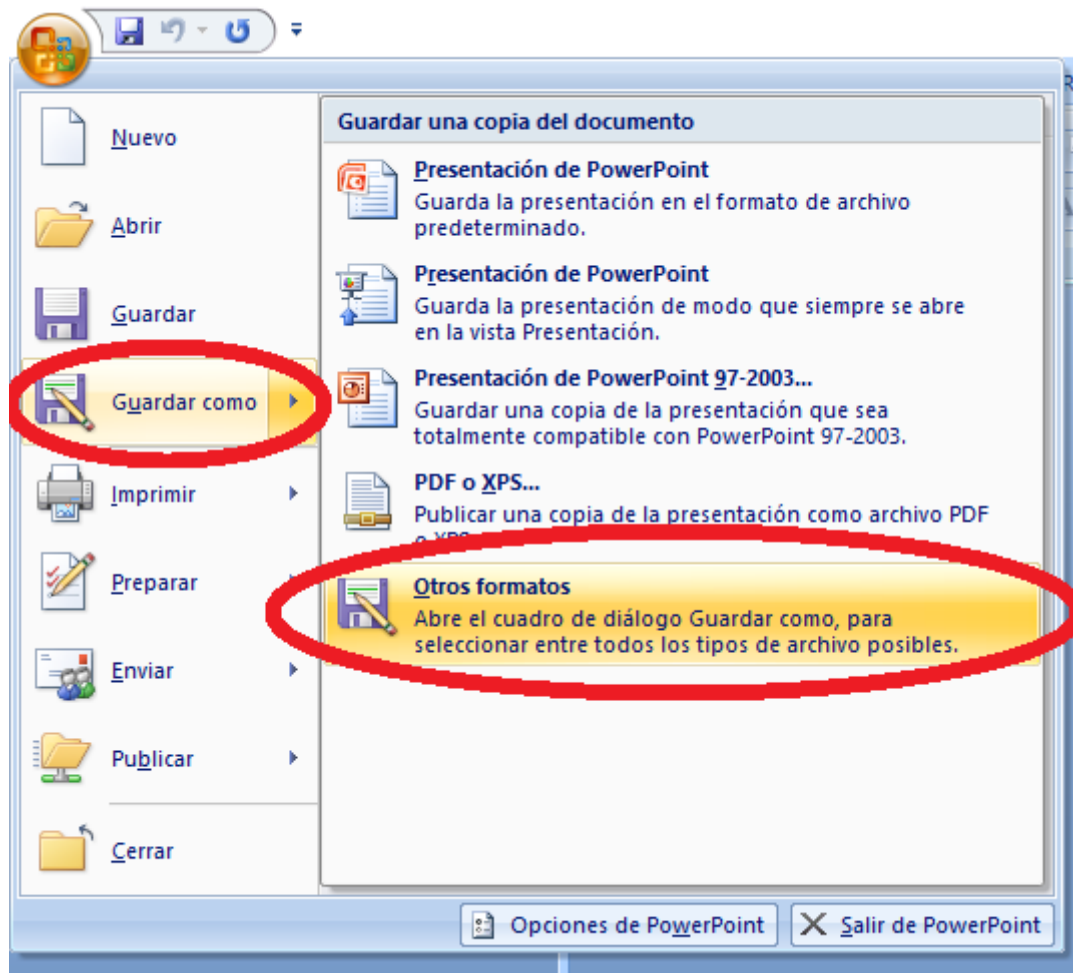 Nuevo
Abrir
Guardar
Guardar como
Imprimir
Preparar
Enviar
Publicar
Cerrar
Guardar una copia del documento
Presentación de PowerPoint
Guarda la presentación en el formato de archivo
predeterminado.
Presentación de PowerPoint
Guarda la presentación de modo que siempre se abre
en la vista Presentación.
Presentación de PowerPoint 97-2003...
Guardar una copia de la presentación que sea
totalmente compatible con PowerPoint 97-2003.
PDF o XPS...
Publicar una copia de la presentación como archivo PDF
o XPS
Otros formatos
Abre el cuadro de diálogo Guardar como, para
seleccionar entre todos los tipos de archivo posibles.
Opciones de PowerPoint
Salir de PowerPoint